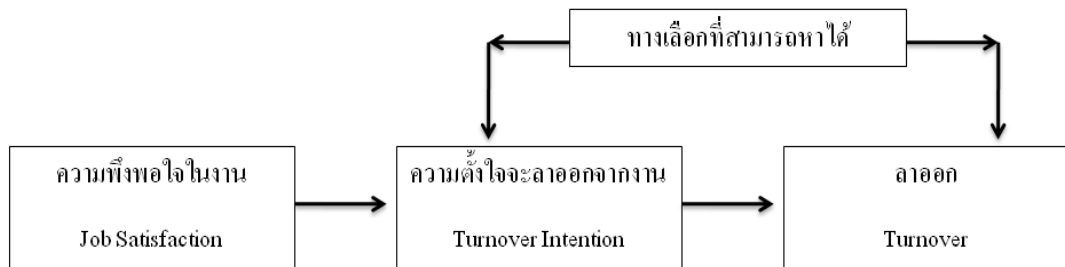 ทางเลือกที่สามารถหาได้
ความพึงพอใจในงาน
Job Satisfaction
ความตั้งใจจะลาออกจากงาน
Turnover Intention
ลาออก
Turnover